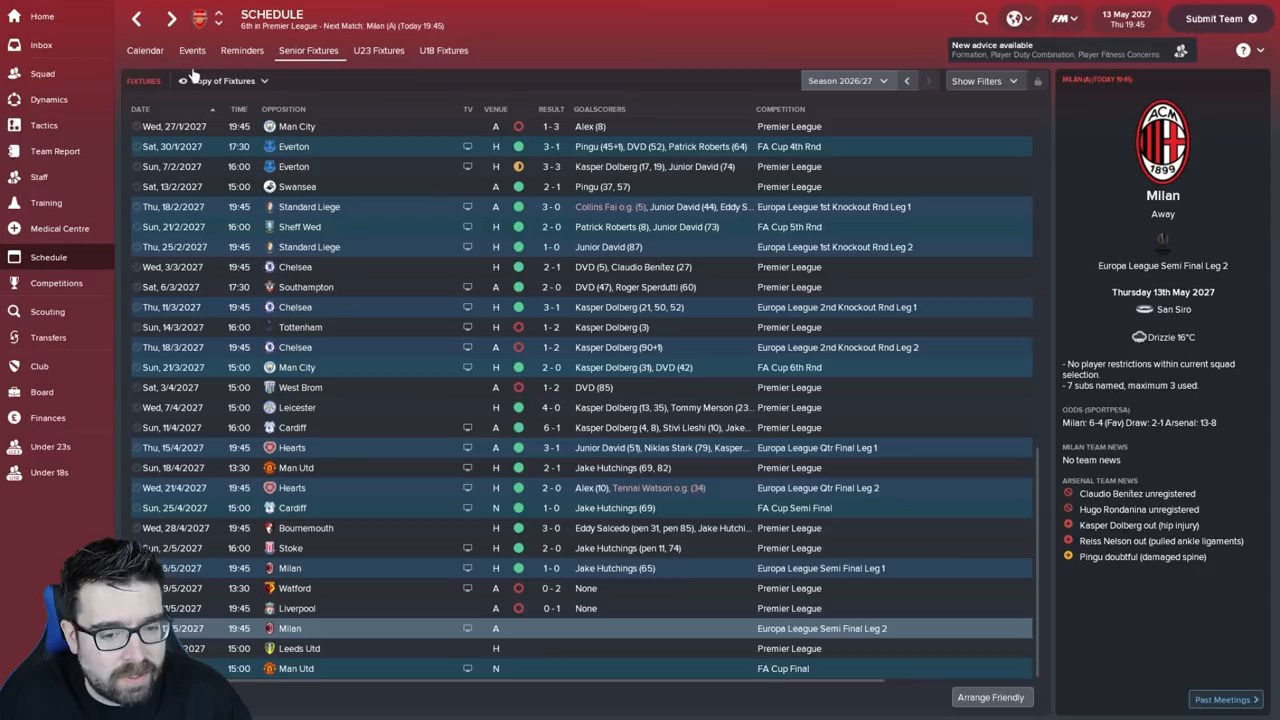 Home
Inbox
Squad
Dynamics
Tactics
Team Report
Staff
Training
Medical Centre
Schedule
Competitions
Scouting
Transfers
Club
Board
Finances
Under 23s
Under 18s
SCHEDULE
6th in Premier League - Next Match: Milan (A) (Today 19:45)
FM
13 May 2027
Thu 19:45
Submit Team
Calendar Events Reminders Senior Fixtures U23 Fixtures U18 Fixtures
New advice available
Formation, Player Duty Combination, Player Fitness Concerns
FIXTURES opy of Fixtures Season 2026/27 Show Filters
DATE TIME OPPOSITION TV VENUE RESULT GOALSCORERS COMPETITION
Wed, 27/1/2027 19:45 Man City A 1 - 3 Alex (8) Premier League
Sat, 30/1/2027 17:30 Everton H 3 - 1 Pingu (45+1), DVD (52), Patrick Roberts (64) FA Cup 4th Rnd
Sun, 7/2/2027 16:00 Everton H 3 - 3 Kasper Dolberg (17, 19), Junior David (74) Premier League
Sat, 13/2/2027 15:00 Swansea A 2 - 1 Pingu (37, 57) Premier League
Thu, 18/2/2027 19:45 Standard Liege A 3 - 0 Collins Fai o.g. (5), Junior David (44), Eddy S... Europa League 1st Knockout Rnd Leg 1
Sun, 21/2/2027 16:00 Sheff Wed H 2 - 0 Patrick Roberts (8), Junior David (73) FA Cup 5th Rnd
Thu, 25/2/2027 19:45 Standard Liege H 1 - 0 Junior David (87) Europa League 1st Knockout Rnd Leg 2
Wed, 3/3/2027 19:45 Chelsea H 2 - 1 DVD (5), Claudio Benítez (27) Premier League
Sat, 6/3/2027 17:30 Southampton A 2 - 0 DVD (47), Roger Sperdutti (60) Premier League
Thu, 11/3/2027 19:45 Chelsea H 3 - 1 Kasper Dolberg (21, 50, 52) Europa League 2nd Knockout Rnd Leg 1
Sun, 14/3/2027 16:00 Tottenham H 1 - 2 Kasper Dolberg (3) Premier League
Thu, 18/3/2027 19:45 Chelsea A 1 - 2 Kasper Dolberg (90+1) Europa League 2nd Knockout Rnd Leg 2
Sun, 21/3/2027 15:00 Man City H 2 - 0 Kasper Dolberg (31), DVD (42) FA Cup 6th Rnd
Sat, 3/4/2027 15:00 West Brom A 1 - 2 DVD (85) Premier League
Wed, 7/4/2027 15:00 Leicester H 4 - 0 Kasper Dolberg (13, 35), Tommy Merson (23... Premier League
Sun, 11/4/2027 16:00 Cardiff A 6 - 1 Kasper Dolberg (4, 8), Stivi Lleshi (10), Jake... Premier League
Thu, 15/4/2027 19:45 Hearts H 3 - 1 Junior David (51), Niklas Stark (79), Kasper... Europa League Qtr Final Leg 1
Sun, 18/4/2027 13:30 Man Utd H 2 - 1 Jake Hutchings (69, 82) Premier League
Wed, 21/4/2027 19:45 Hearts A 2 - 0 Alex (10), Tennai Watson o.g. (34) Europa League Qtr Final Leg 2
Sun, 25/4/2027 15:00 Cardiff N 1 - 0 Jake Hutchings (69) FA Cup Semi Final
Wed, 28/4/2027 19:45 Bournemouth H 3 - 0 Eddy Salcedo (pen 31, pen 85), Jake Hutchi... Premier League
Sun, 2/5/2027 16:00 Stoke H 2 - 0 Jake Hutchings (pen 11, 74) Premier League
6/5/2027 19:45 Milan H 1 - 0 Jake Hutchings (65) Europa League Semi Final Leg 1
9/5/2027 13:30 Watford A 0 - 2 None Premier League
/5/2027 19:45 Liverpool A 0 - 1 None Premier League
5/2027 19:45 Milan A Europa League Semi Final Leg 2
/2027 15:00 Leeds Utd H Premier League
15:00 Man Utd N FA Cup Final
Arrange Friendly
MILAN (A) (TODAY 19:45)
ACM
1899
Milan
Away
Europa League Semi Final Leg 2
Thursday 13th May 2027
San Siro
Drizzle 16°C
- No player restrictions within current squad
selection.
- 7 subs named, maximum 3 used.
ODDS (SPORTPESA)
Milan: 6-4 (Fav) Draw: 2-1 Arsenal: 13-8
MILAN TEAM NEWS
No team news
ARSENAL TEAM NEWS
Claudio Benítez unregistered
Hugo Rondanina unregistered
Kasper Dolberg out (hip injury)
Reiss Nelson out (pulled ankle ligaments)
Pingu doubtful (damaged spine)
Past Meetings